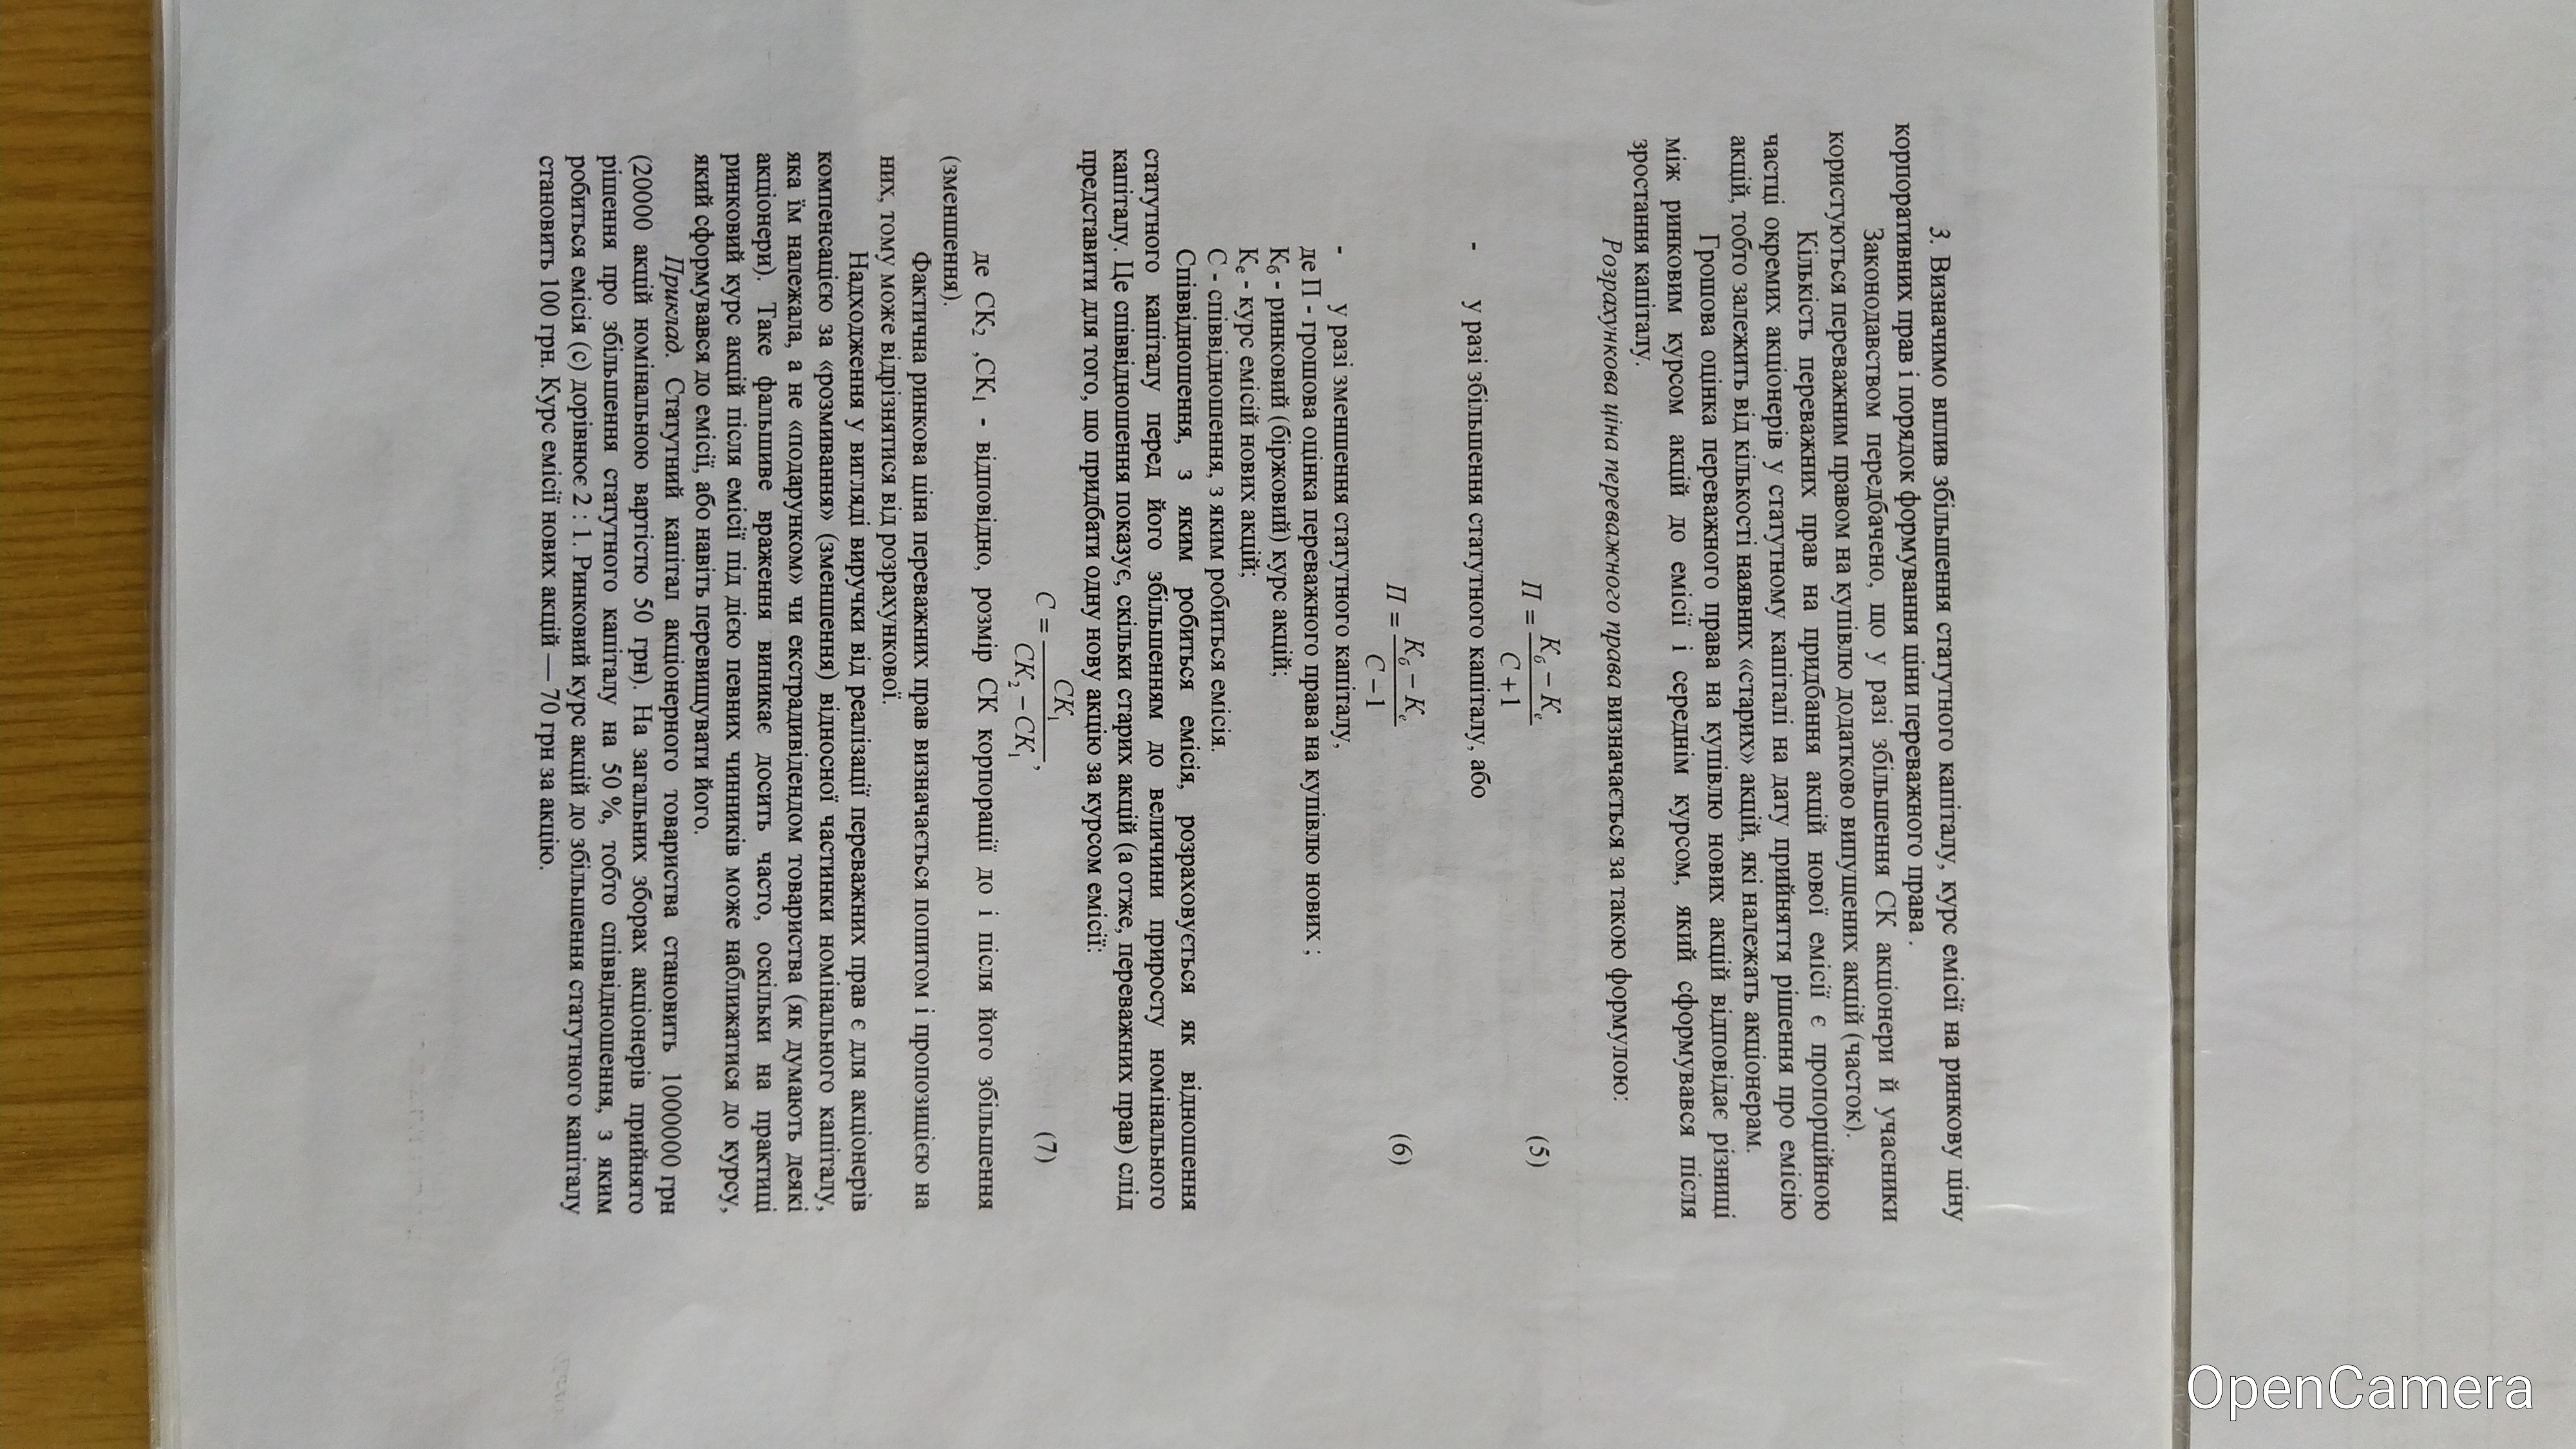 3. Визначимо вплив збільшення статутного капіталу, курс емісії на ринкову ціну
корпоративних прав і порядок формування ціни переважного права .
Законодавством передбачено, що у разі збільшення СК акціонери й учасники
користуються переважним правом на купівлю додатково випущених акцій (часток).
Кількість переважних прав на придбання акцій нової емісії є пропорційною
частці окремих акціонерів у статутному капіталі на дату прийняття рішення про емісію
акцій, тобто залежить від кількості наявних «старих» акцій, які належать акціонерам.
Грошова оцінка переважного права на купівлю нових акцій відповідає різниці
між ринковим курсом акцій до емісії і середнім курсом, який сформувався після
зростання капіталу.
Розрахункова ціна переважного права визначається за такою формулою:
П = (Кб – Ке) / (С + 1) (5)
- у разі збільшення статутного капіталу, або
П = (Кб – Ке) / (С – 1) (6)
- у разі зменшення статутного капіталу,
де П - грошова оцінка переважного права на купівлю нових ;
Кб - ринковий (біржовий) курс акцій;
Ке - курс емісій нових акцій;
С - співвідношення, з яким робиться емісія.
Співвідношення, з яким робиться емісія, розраховується як відношення
статутного капіталу перед його збільшенням до величини приросту номінального
капіталу. Це співвідношення показує, скільки старих акцій (а отже, переважних прав) слід
представити для того, що придбати одну нову акцію за курсом емісії:
С = СК₁ / (СК₂ – СК₁) , (7)
де СК₂ ,СК₁ - відповідно, розмір СК корпорації до і після його збільшення
(зменшення).
Фактична ринкова ціна переважних прав визначається попитом і пропозицією на
них, тому може відрізнятися від розрахункової.
Надходження у вигляді виручки від реалізації переважних прав є для акціонерів
компенсацією за «розмивання» (зменшення) відносної частинки номінального капіталу,
яка їм належала, а не «подарунком» чи екстрадивідендом товариства (як думають деякі
акціонери). Таке фальшиве враження виникає досить часто, оскільки на практиці
ринковий курс акцій після емісії під дією певних чинників може наближатися до курсу,
який сформувався до емісії, або навіть перевищувати його.
Приклад. Статутний капітал акціонерного товариства становить 1000000 грн
(20000 акцій номінальною вартістю 50 грн). На загальних зборах акціонерів прийнято
рішення про збільшення статутного капіталу на 50 %, тобто співвідношення, з яким
робиться емісія (с) дорівнює 2 : 1. Ринковий курс акцій до збільшення статутного капіталу
становить 100 грн. Курс емісії нових акцій — 70 грн за акцію.
OpenCamera